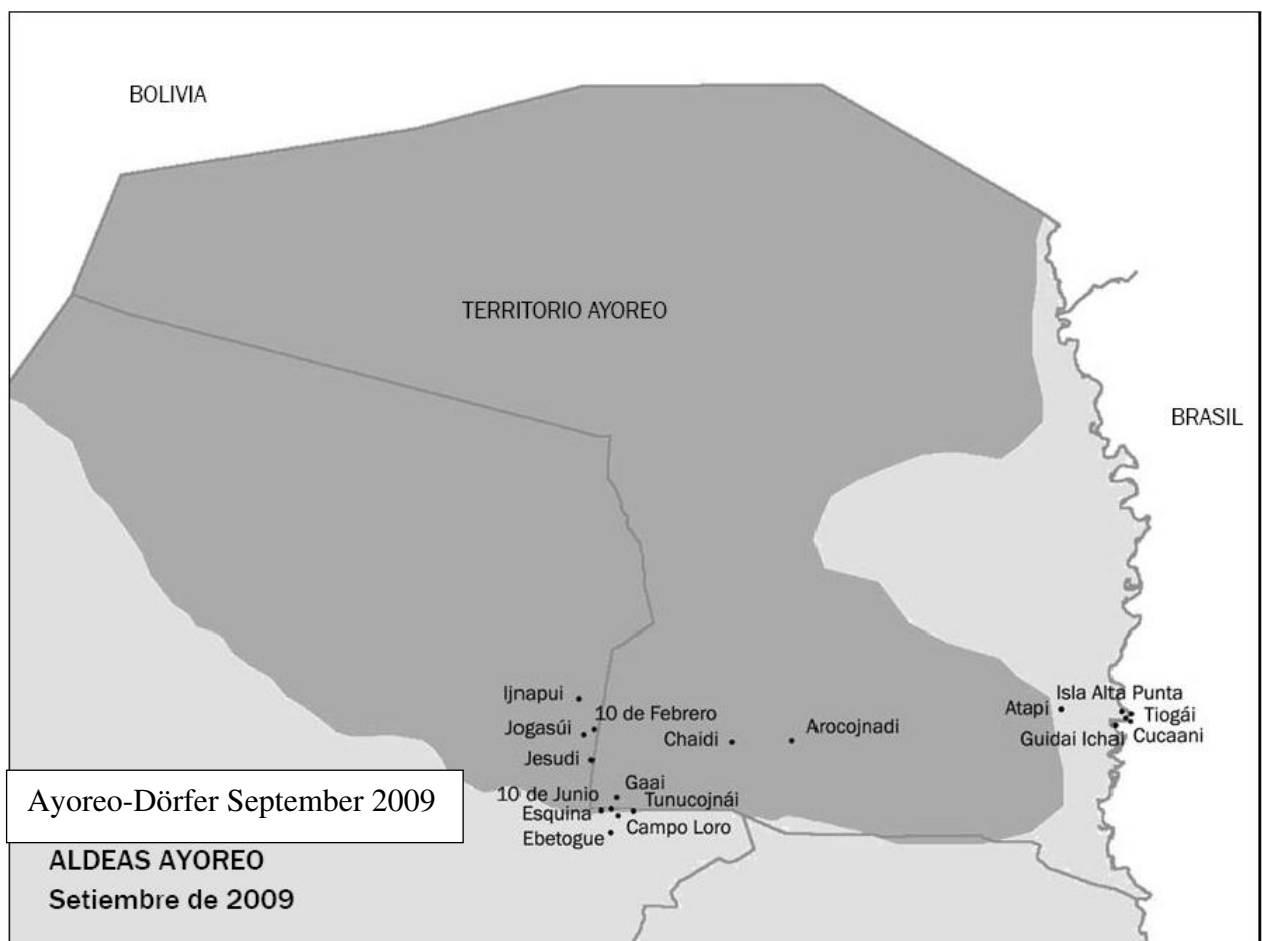 BOLIVIA
TERRITORIO AYOREO
BRASIL
Ijnapui
10 de Febrero
Jogasúi
Chaidi
Arocojnadi
Jesudi
Isla Alta Punta
Atapi
Tiogái
Guidai Ichai
Cucaani
Gaai
10 de Junio
Tunucojnái
Esquina
Campo Loro
Ebetogue
Ayoreo-Dörfer September 2009
ALDEAS AYOREO
Setiembre de 2009